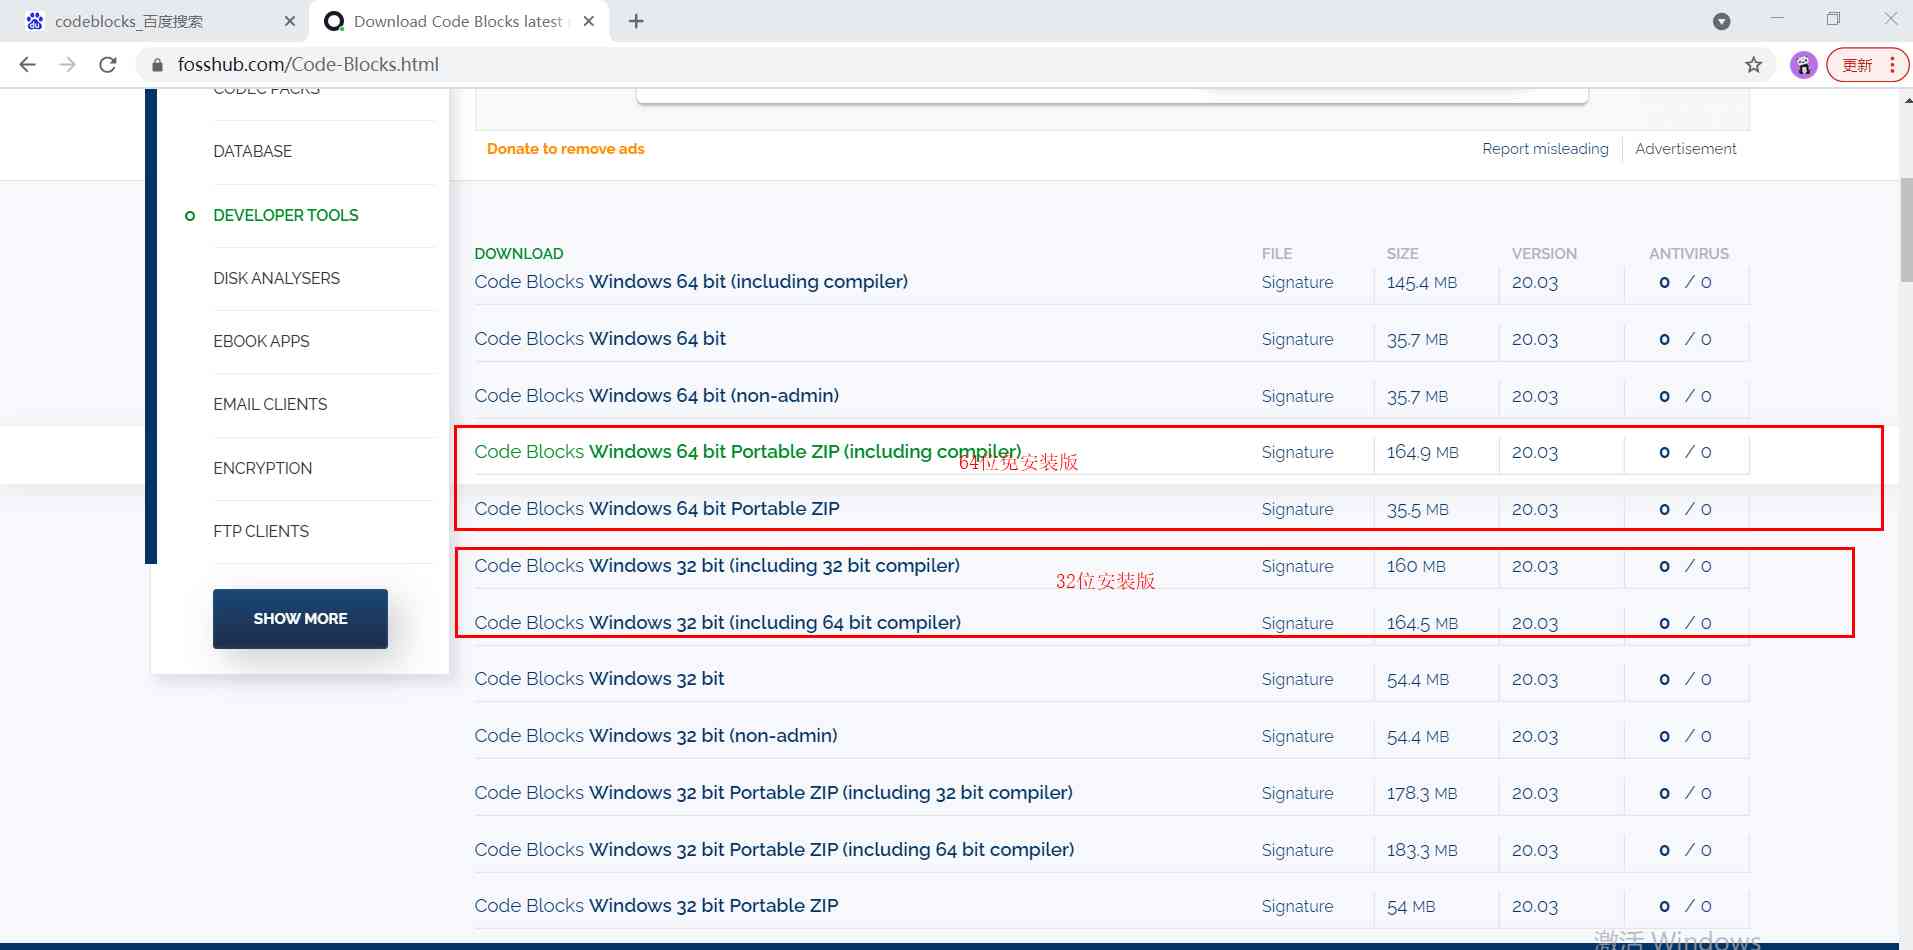 codeblocks_百度搜索
Download Code Blocks latest
fosshub.com/Code-Blocks.html
更新
CODEC PACKS
DATABASE
DEVELOPER TOOLS
DISK ANALYSERS
EBOOK APPS
EMAIL CLIENTS
ENCRYPTION
FTP CLIENTS
SHOW MORE
Donate to remove ads
Report misleading
Advertisement
DOWNLOAD FILE SIZE VERSION ANTIVIRUS
Code Blocks Windows 64 bit (including compiler) Signature 145.4 MB 20.03 0 / 0
Code Blocks Windows 64 bit Signature 35.7 MB 20.03 0 / 0
Code Blocks Windows 64 bit (non-admin) Signature 35.7 MB 20.03 0 / 0
Code Blocks Windows 64 bit Portable ZIP (including compiler) Signature 164.9 MB 20.03 0 / 0
64位免安装版
Code Blocks Windows 64 bit Portable ZIP Signature 35.5 MB 20.03 0 / 0
Code Blocks Windows 32 bit (including 32 bit compiler) Signature 160 MB 20.03 0 / 0
32位安装版
Code Blocks Windows 32 bit (including 64 bit compiler) Signature 164.5 MB 20.03 0 / 0
Code Blocks Windows 32 bit Signature 54.4 MB 20.03 0 / 0
Code Blocks Windows 32 bit (non-admin) Signature 54.4 MB 20.03 0 / 0
Code Blocks Windows 32 bit Portable ZIP (including 32 bit compiler) Signature 178.3 MB 20.03 0 / 0
Code Blocks Windows 32 bit Portable ZIP (including 64 bit compiler) Signature 183.3 MB 20.03 0 / 0
Code Blocks Windows 32 bit Portable ZIP Signature 54 MB 20.03 0 / 0
激活 Windows